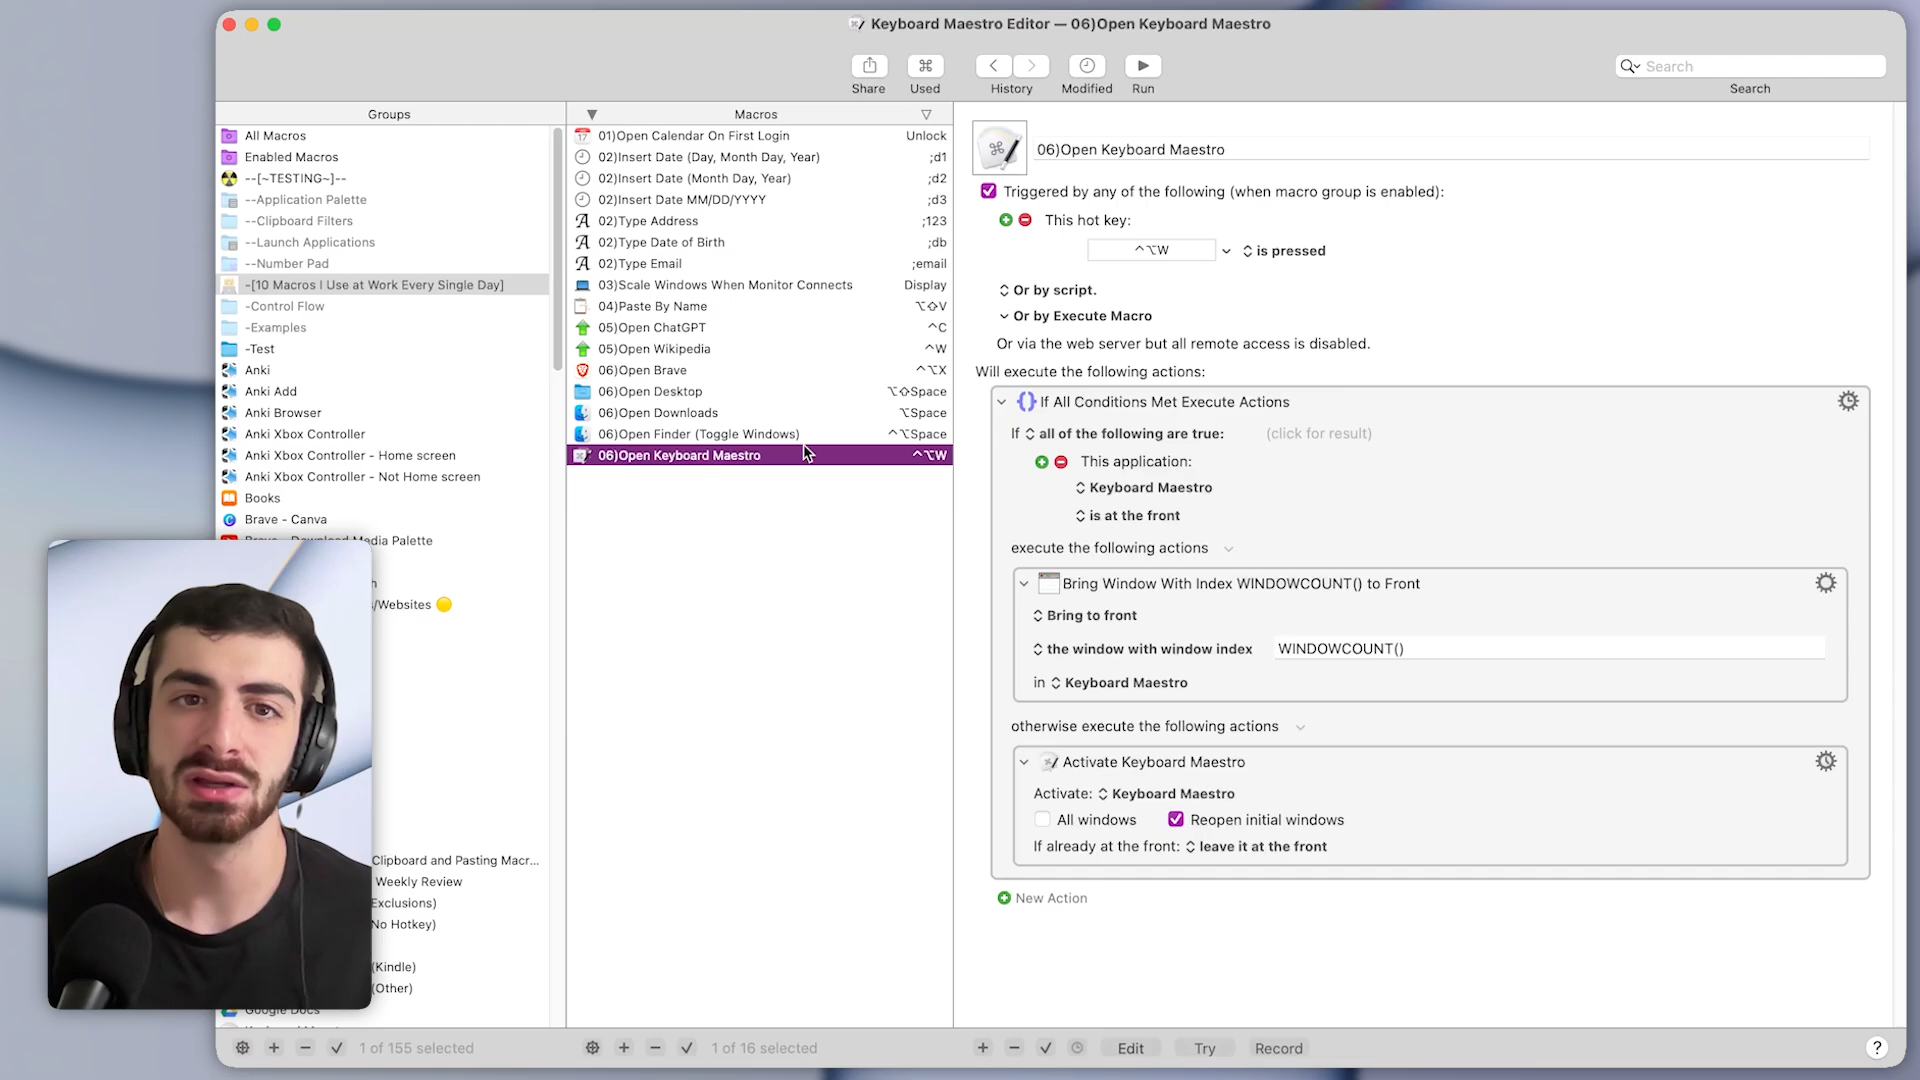 Keyboard Maestro Editor — 06)Open Keyboard Maestro
Share
Used
History
Modified
Run
Search
Search
Groups
All Macros
Enabled Macros
--[~TESTING~]--
--Application Palette
--Clipboard Filters
--Launch Applications
--Number Pad
-[10 Macros I Use at Work Every Single Day]
-Control Flow
-Examples
-Test
Anki
Anki Add
Anki Browser
Anki Xbox Controller
Anki Xbox Controller - Home screen
Anki Xbox Controller - Not Home screen
Books
Brave - Canva
Brave - Download Media Palette
/Websites
Clipboard and Pasting Macr...
Weekly Review
Exclusions)
No Hotkey)
(Kindle)
(Other)
Google Docs
1 of 155 selected
Macros
01)Open Calendar On First Login Unlock
02)Insert Date (Day, Month Day, Year) ;d1
02)Insert Date (Month Day, Year) ;d2
02)Insert Date MM/DD/YYYY ;d3
02)Type Address ;123
02)Type Date of Birth ;db
02)Type Email ;email
03)Scale Windows When Monitor Connects Display
04)Paste By Name ⌥⇧V
05)Open ChatGPT ^C
05)Open Wikipedia ^W
06)Open Brave ^⌥X
06)Open Desktop ⌥⇧Space
06)Open Downloads ⌥Space
06)Open Finder (Toggle Windows) ^⌥Space
06)Open Keyboard Maestro ^⌥W
1 of 16 selected
06)Open Keyboard Maestro
Triggered by any of the following (when macro group is enabled):
This hot key:
^⌥W is pressed
Or by script.
Or by Execute Macro
Or via the web server but all remote access is disabled.
Will execute the following actions:
If All Conditions Met Execute Actions
If all of the following are true: (click for result)
This application:
Keyboard Maestro
is at the front
execute the following actions
Bring Window With Index WINDOWCOUNT() to Front
Bring to front
the window with window index WINDOWCOUNT()
in Keyboard Maestro
otherwise execute the following actions
Activate Keyboard Maestro
Activate: Keyboard Maestro
All windows Reopen initial windows
If already at the front: leave it at the front
New Action
Edit Try Record ?